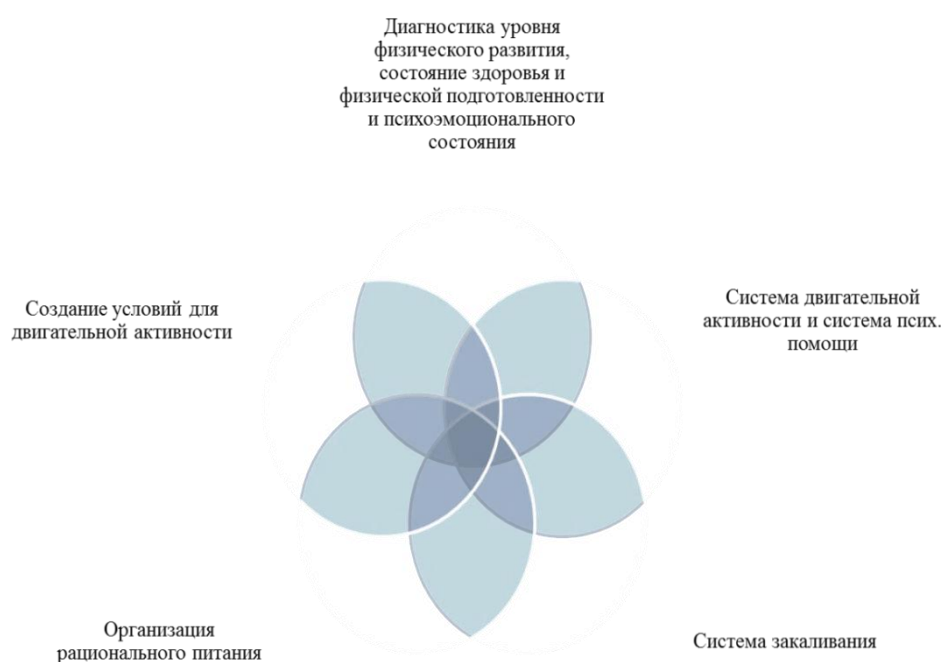 Диагностика уровня
физического развития,
состояние здоровья и
физической подготовленности
и психоэмоционального
состояния
Создание условий для
двигательной активности
Система двигательной
активности и система псих.
помощи
Организация
рационального питания
Система закаливания